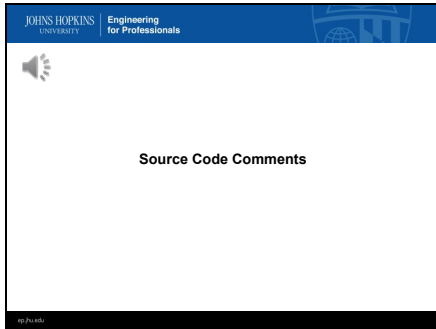 JOHNS HOPKINS
UNIVERSITY
Engineering
for Professionals
Source Code Comments
ep.jhu.edu